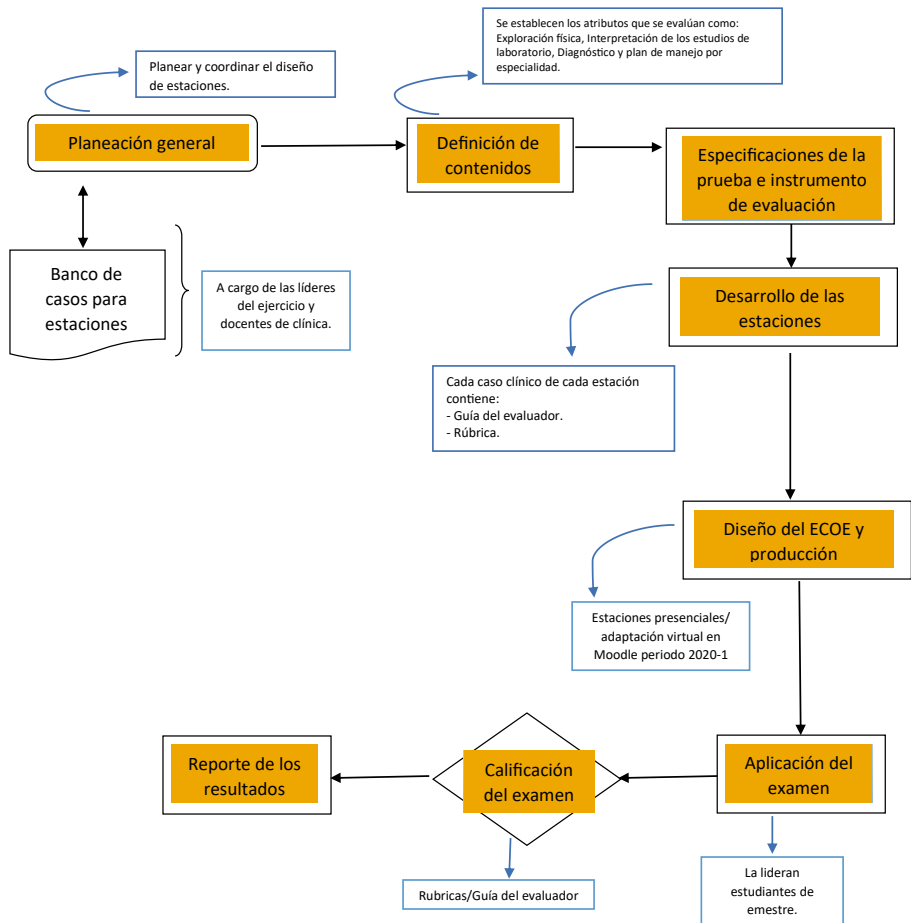 Se establecen los atributos que se evalúan como:
Exploración física, Interpretación de los estudios de
laboratorio, Diagnóstico y plan de manejo por
especialidad.
Planear y coordinar el diseño
de estaciones.
Planeación general
Definición de
contenidos
Especificaciones de la
prueba e instrumento
de evaluación
Banco de
casos para
estaciones
A cargo de las líderes
del ejercicio y
docentes de clínica.
Desarrollo de las
estaciones
Cada caso clínico de cada estación
contiene:
- Guía del evaluador.
- Rúbrica.
Diseño del ECOE y
producción
Estaciones presenciales/
adaptación virtual en
Moodle periodo 2020-1
Reporte de los
resultados
Calificación
del examen
Aplicación del
examen
Rubricas/Guía del evaluador
La lideran
estudiantes de
emestre.